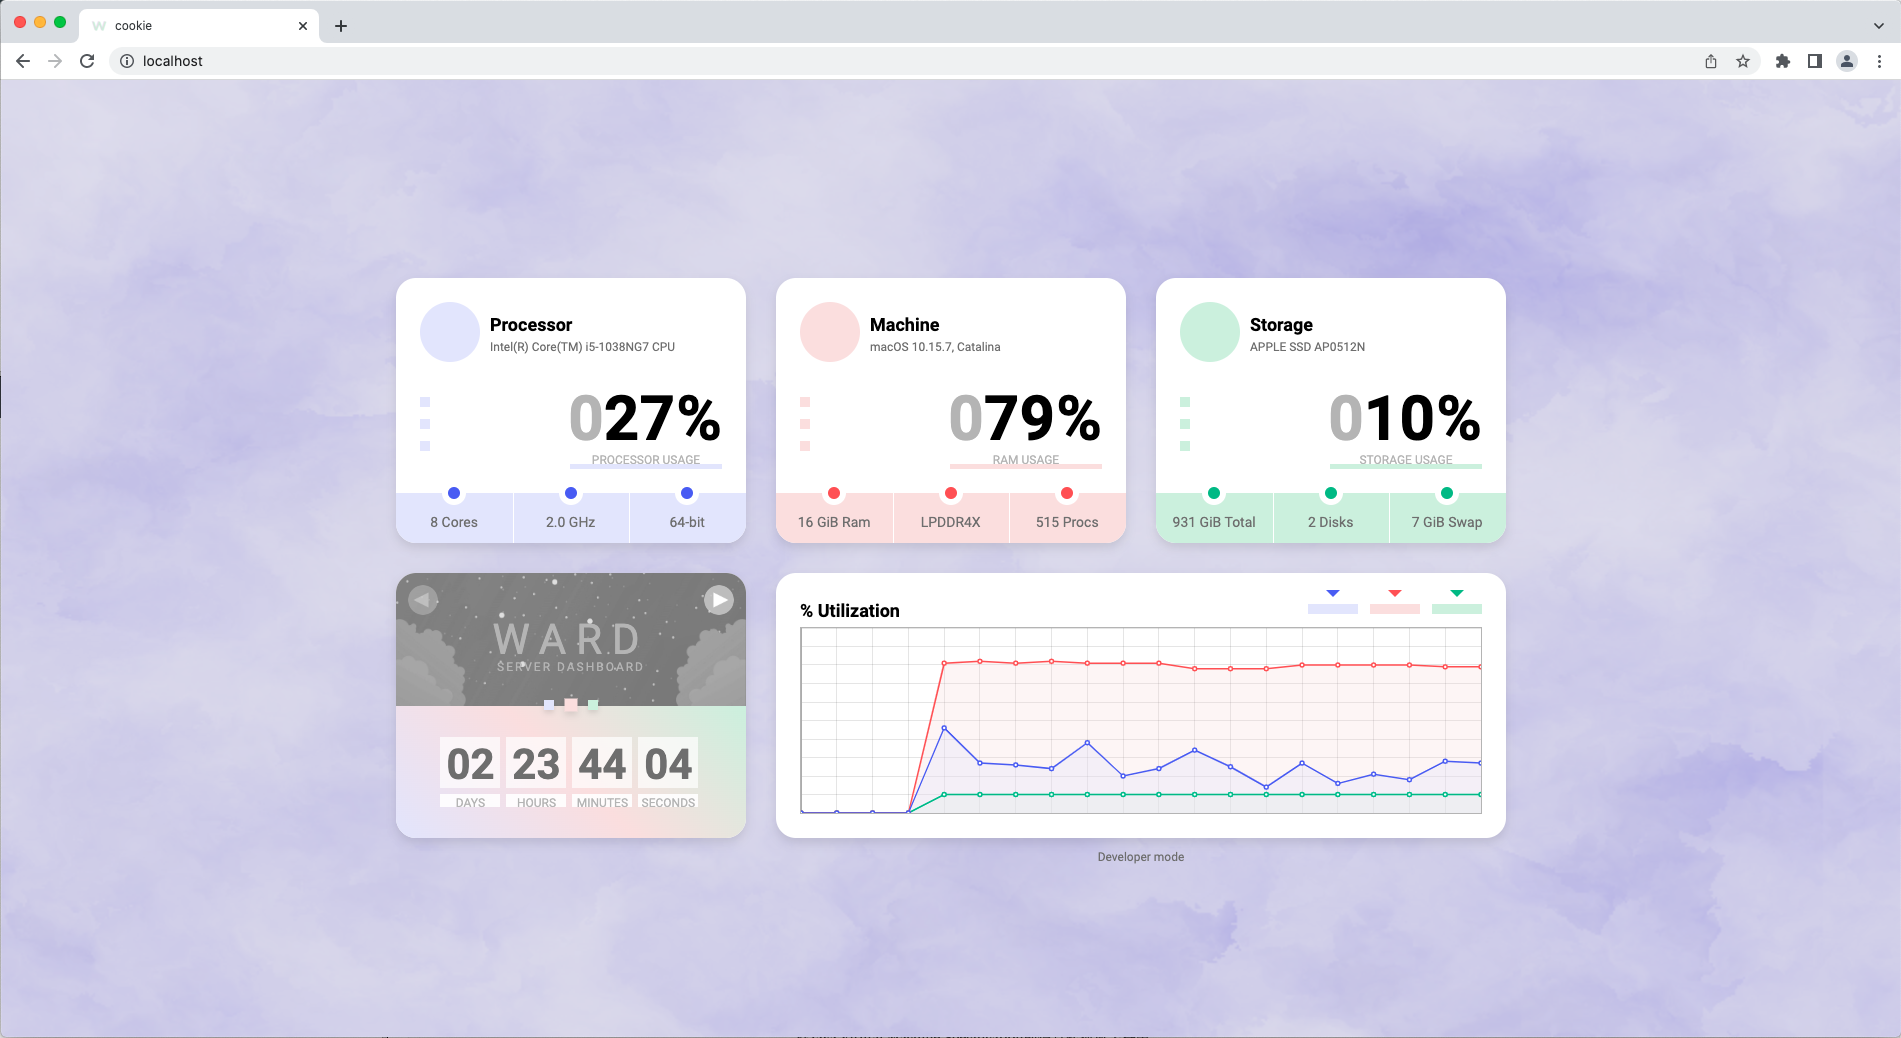 cookie
localhost
Processor
Intel(R) Core(TM) i5-1038NG7 CPU
027%
PROCESSOR USAGE
8 Cores
2.0 GHz
64-bit
Machine
macOS 10.15.7, Catalina
079%
RAM USAGE
16 GiB Ram
LPDDR4X
515 Procs
Storage
APPLE SSD AP0512N
010%
STORAGE USAGE
931 GiB Total
2 Disks
7 GiB Swap
WARD
SERVER DASHBOARD
02 23 44 04
DAYS HOURS MINUTES SECONDS
% Utilization
Developer mode